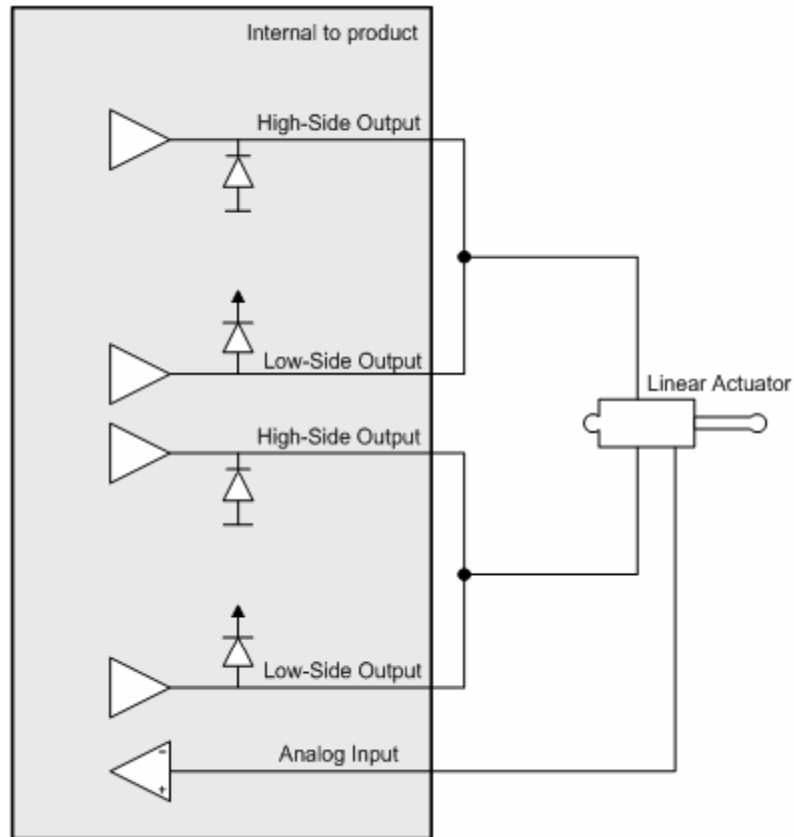 Internal to product
High-Side Output
Low-Side Output
Linear Actuator
High-Side Output
Low-Side Output
Analog Input
-
+